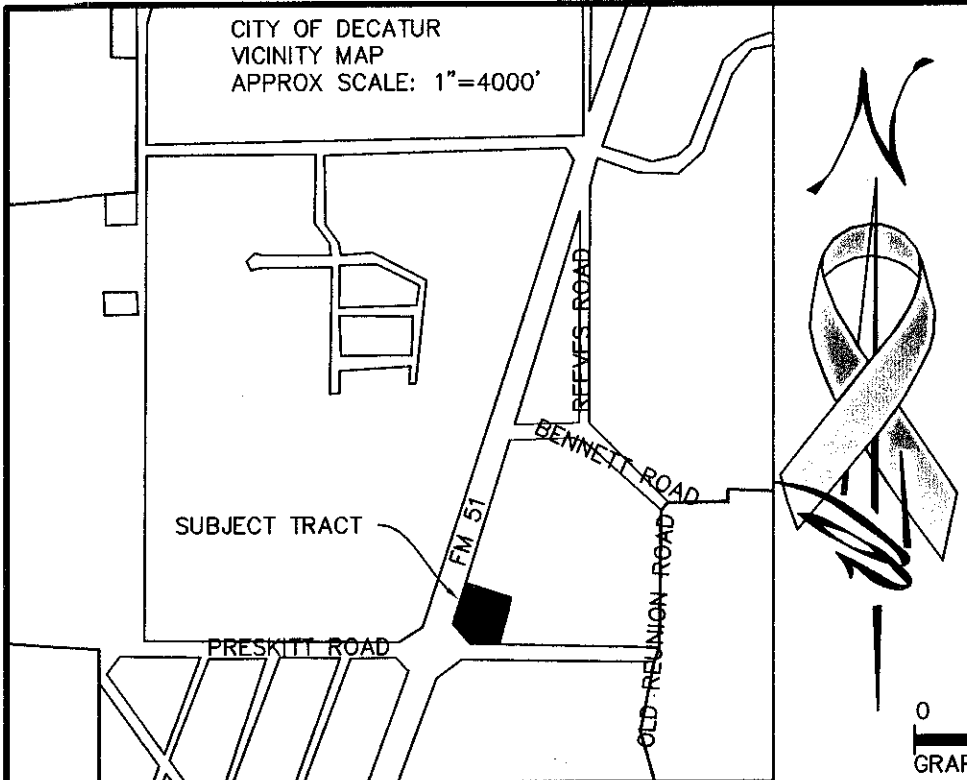 CITY OF DECATUR
VICINITY MAP
APPROX SCALE: 1"=4000'
REEVES ROAD
BENNETT ROAD
FM 51
SUBJECT TRACT
OLD REUNION ROAD
PRESKITT ROAD
N
0
GRAP